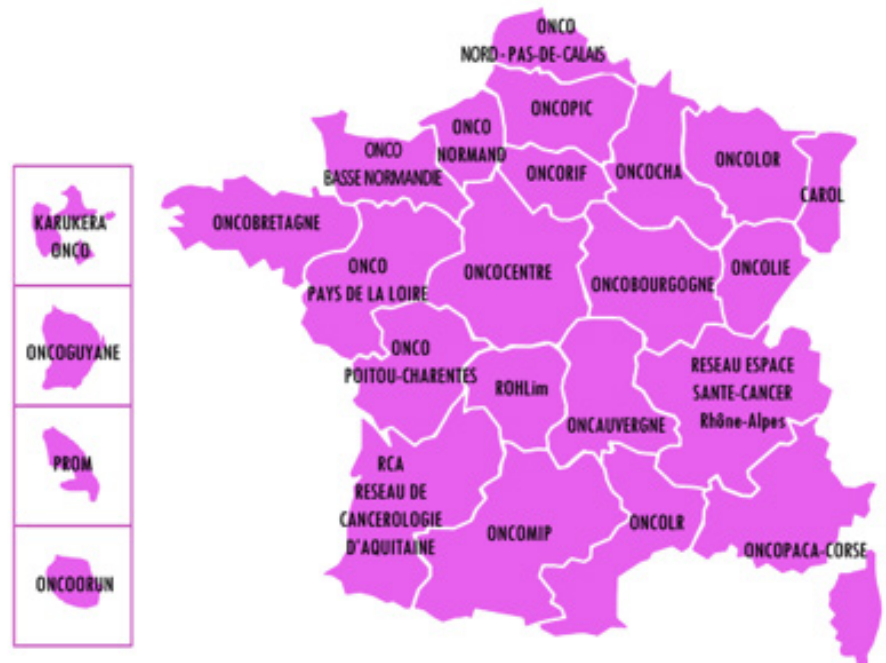 ONCO
NORD-PAS-DE-CALAIS
ONCOPIC
ONCO
NORMAND
ONCO
BASSE NORMANDIE
ONCORIF
ONCOCHA
ONCOLOR
CAROL
KARUKERA
ONCO
ONCOBRETAGNE
ONCO
PAYS DE LA LOIRE
ONCOCENTRE
ONCOBOURGOGNE
ONCOLIE
ONCOGUYANE
ONCO
POITOU-CHARENTES
ROHLim
ONCAUVERGNE
RESEAU ESPACE
SANTE-CANCER
Rhône-Alpes
PROM
RCA
RESEAU DE
CANCEROLOGIE
D'AQUITAINE
ONCOMIP
ONCOLR
ONCOPACA-CORSE
ONCOORUN